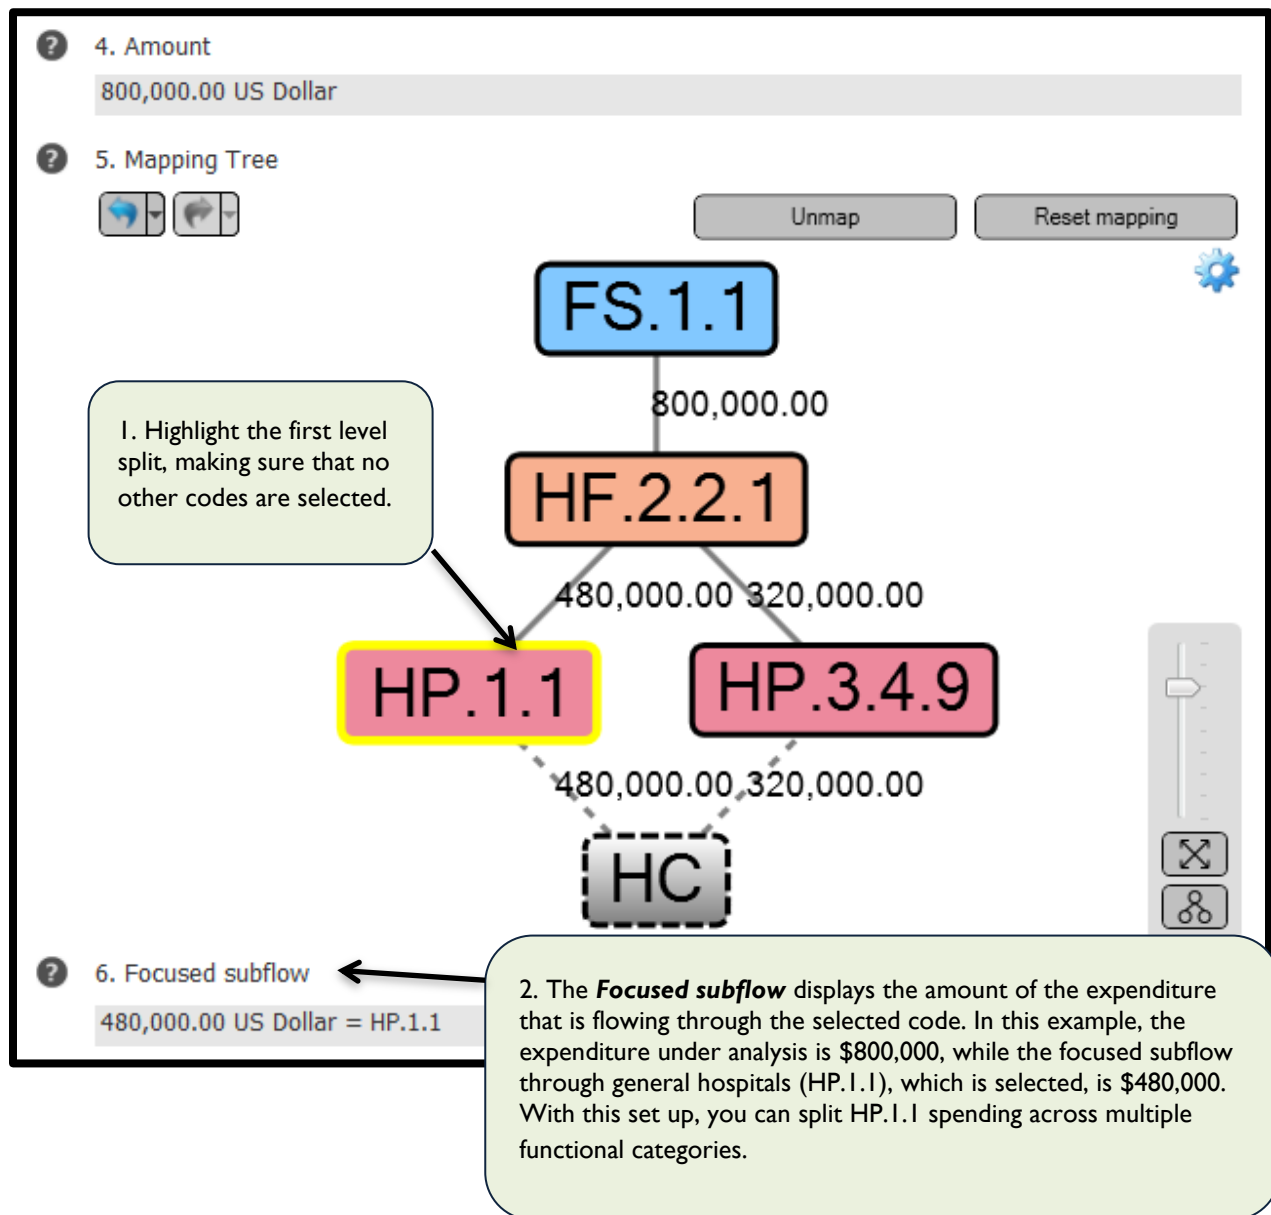 4. Amount
800,000.00 US Dollar
5. Mapping Tree
Unmap
Reset mapping
FS.1.1
800,000.00
1. Highlight the first level
split, making sure that no
other codes are selected.
HF.2.2.1
480,000.00 320,000.00
HP.1.1
HP.3.4.9
480,000.00 320,000.00
HC
6. Focused subflow
480,000.00 US Dollar = HP.1.1
2. The Focused subflow displays the amount of the expenditure
that is flowing through the selected code. In this example, the
expenditure under analysis is $800,000, while the focused subflow
through general hospitals (HP.1.1), which is selected, is $480,000.
With this set up, you can split HP.1.1 spending across multiple
functional categories.